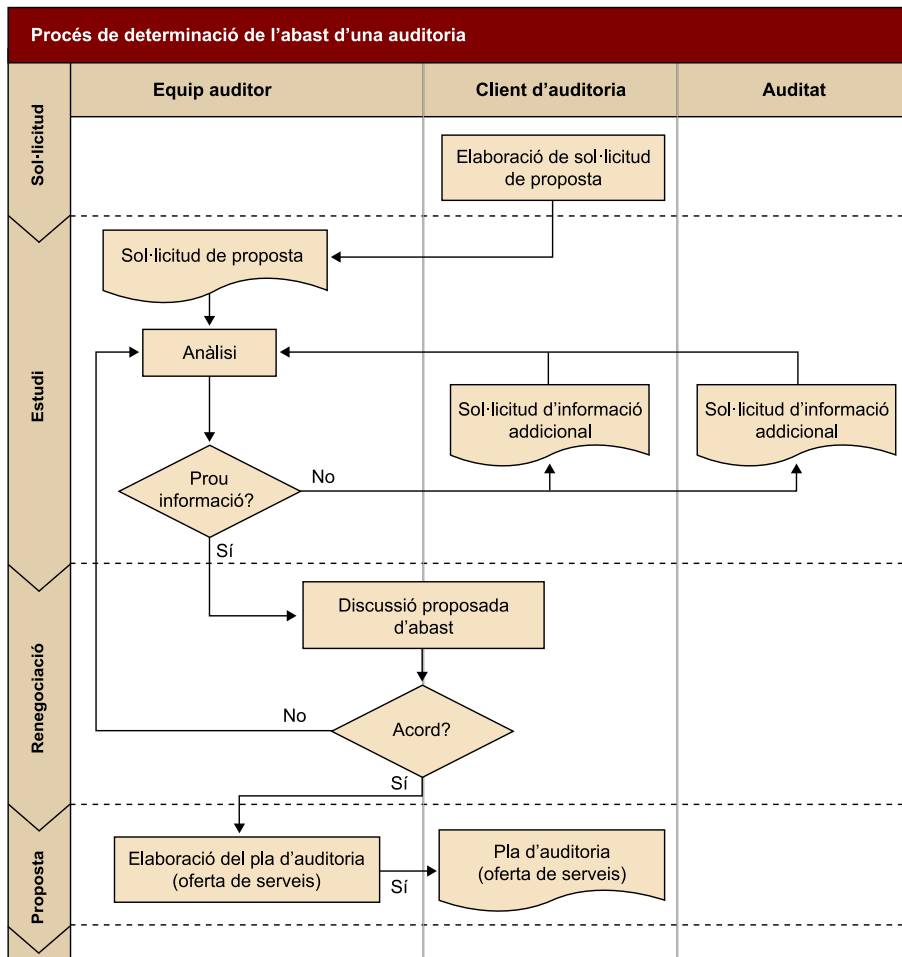 Procés de determinació de l'abast d'una auditoria
Equip auditor
Client d'auditoria
Auditat
Sol·licitud
Elaboració de sol·licitud
de proposta
Estudi
Sol·licitud de proposta
Anàlisi
Sol·licitud d'informació
addicional
Sol·licitud d'informació
addicional
Prou
informació?
No
Sí
Renegociació
Discussió proposada
d'abast
Acord?
No
Sí
Proposta
Elaboració del pla d'auditoria
(oferta de serveis)
Sí
Pla d'auditoria
(oferta de serveis)